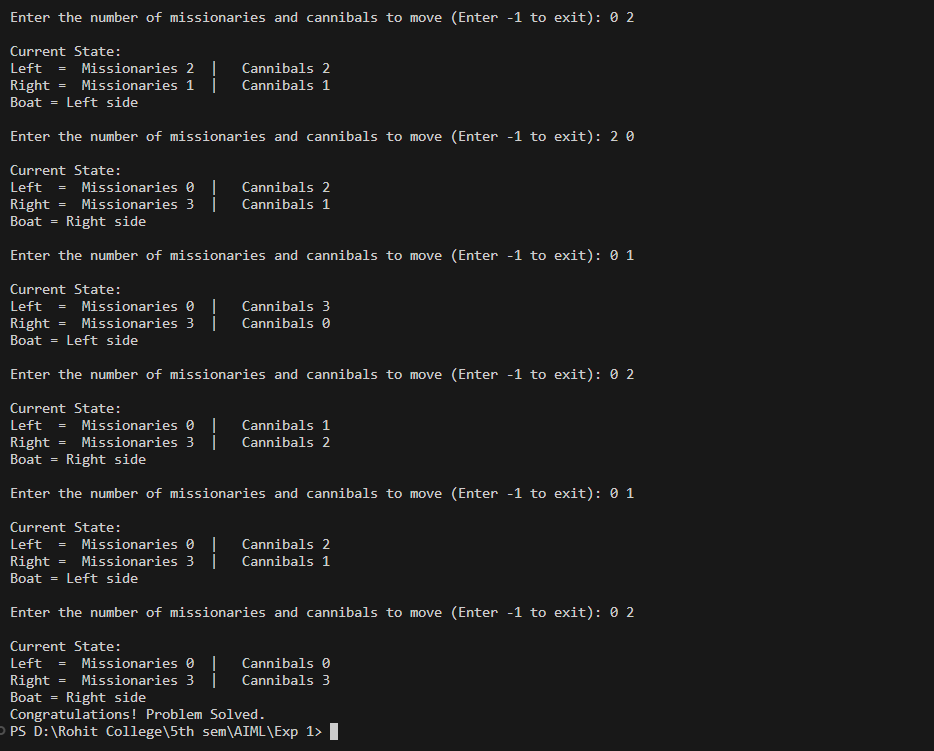 Enter the number of missionaries and cannibals to move (Enter -1 to exit): 0 2
Current State:
Left  =  Missionaries 2  |   Cannibals 2
Right =  Missionaries 1  |   Cannibals 1
Boat = Left side
Enter the number of missionaries and cannibals to move (Enter -1 to exit): 2 0
Current State:
Left  =  Missionaries 0  |   Cannibals 2
Right =  Missionaries 3  |   Cannibals 1
Boat = Right side
Enter the number of missionaries and cannibals to move (Enter -1 to exit): 0 1
Current State:
Left  =  Missionaries 0  |   Cannibals 3
Right =  Missionaries 3  |   Cannibals 0
Boat = Left side
Enter the number of missionaries and cannibals to move (Enter -1 to exit): 0 2
Current State:
Left  =  Missionaries 0  |   Cannibals 1
Right =  Missionaries 3  |   Cannibals 2
Boat = Right side
Enter the number of missionaries and cannibals to move (Enter -1 to exit): 0 1
Current State:
Left  =  Missionaries 0  |   Cannibals 2
Right =  Missionaries 3  |   Cannibals 1
Boat = Left side
Enter the number of missionaries and cannibals to move (Enter -1 to exit): 0 2
Current State:
Left  =  Missionaries 0  |   Cannibals 0
Right =  Missionaries 3  |   Cannibals 3
Boat = Right side
Congratulations! Problem Solved.
PS D:\Rohit College\5th sem\AIML\Exp 1>